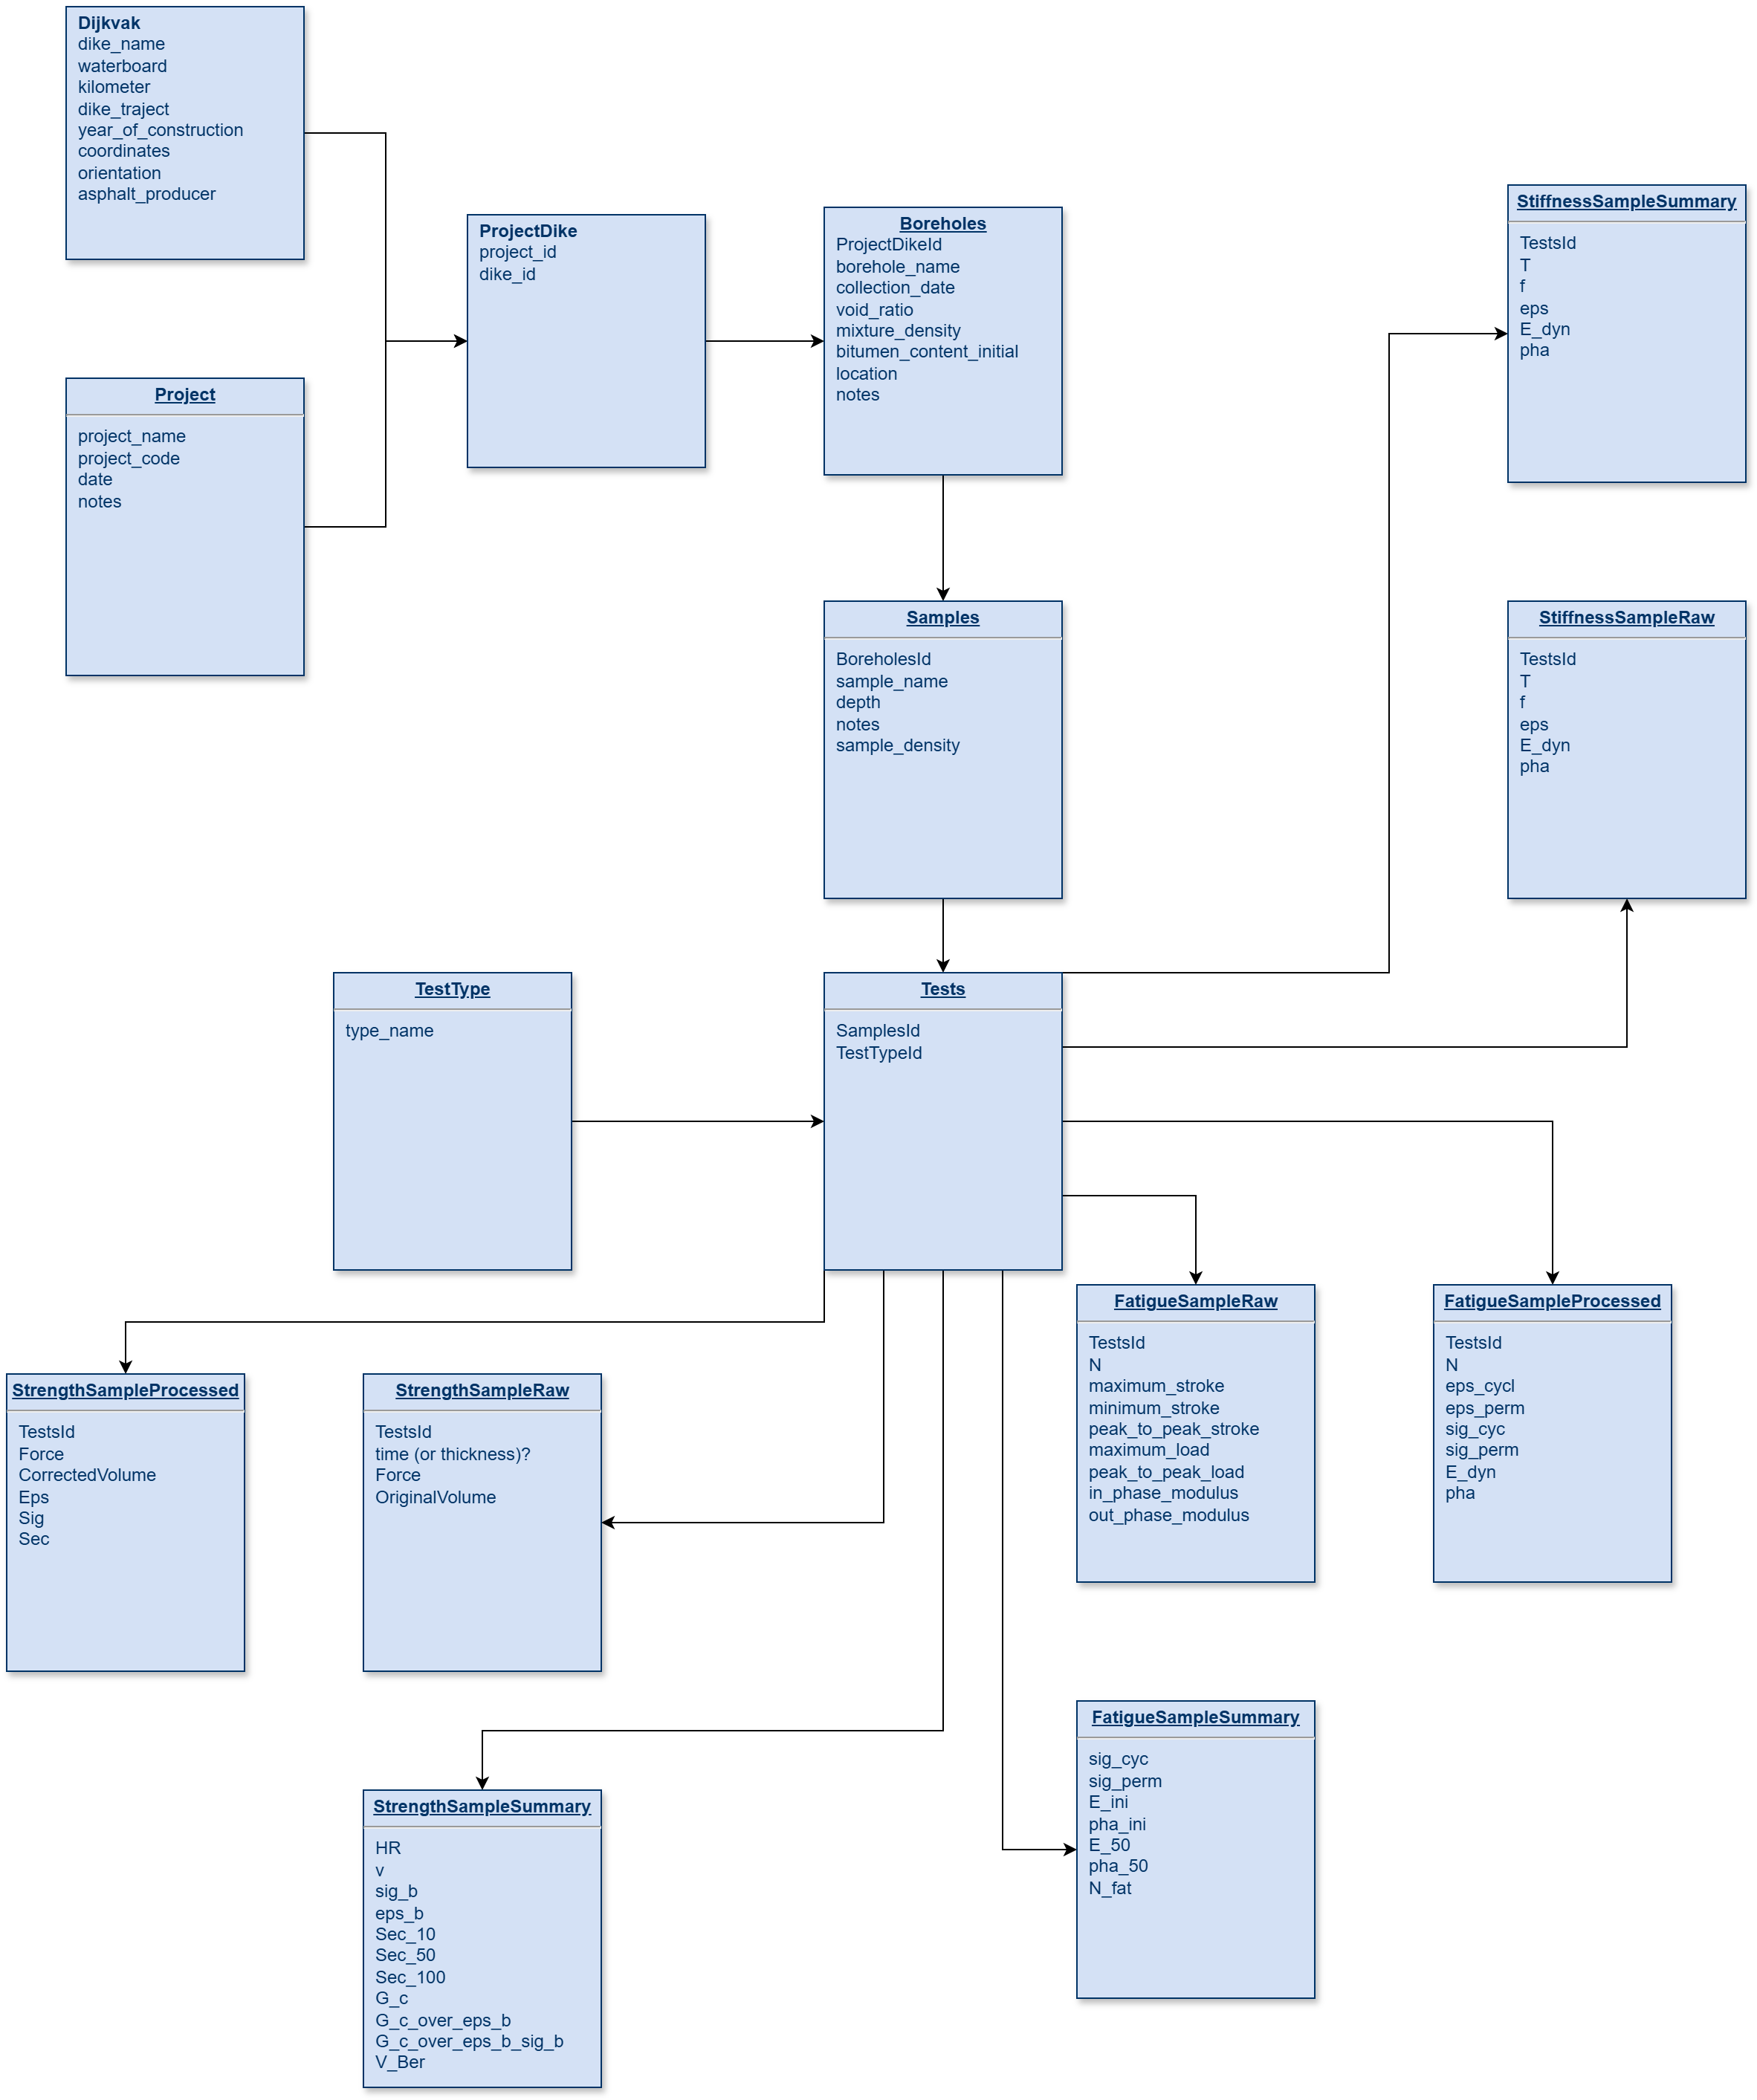 Dijkvak
dike_name
waterboard
kilometer
dike_traject
year_of_construction
coordinates
orientation
asphalt_producer
Project
project_name
project_code
date
notes
ProjectDike
project_id
dike_id
Boreholes
ProjectDikeId
borehole_name
collection_date
void_ratio
mixture_density
bitumen_content_initial
location
notes
StiffnessSampleSummary
TestsId
T
f
eps
E_dyn
pha
Samples
BoreholesId
sample_name
depth
notes
sample_density
StiffnessSampleRaw
TestsId
T
f
eps
E_dyn
pha
TestType
type_name
Tests
SamplesId
TestTypeId
StrengthSampleProcessed
TestsId
Force
CorrectedVolume
Eps
Sig
Sec
StrengthSampleRaw
TestsId
time (or thickness)?
Force
OriginalVolume
FatigueSampleRaw
TestsId
N
maximum_stroke
minimum_stroke
peak_to_peak_stroke
maximum_load
peak_to_peak_load
in_phase_modulus
out_phase_modulus
FatigueSampleProcessed
TestsId
N
eps_cycl
eps_perm
sig_cyc
sig_perm
E_dyn
pha
StrengthSampleSummary
HR
v
sig_b
eps_b
Sec_10
Sec_50
Sec_100
G_c
G_c_over_eps_b
G_c_over_eps_b_sig_b
V_Ber
FatigueSampleSummary
sig_cyc
sig_perm
E_ini
pha_ini
E_50
pha_50
N_fat